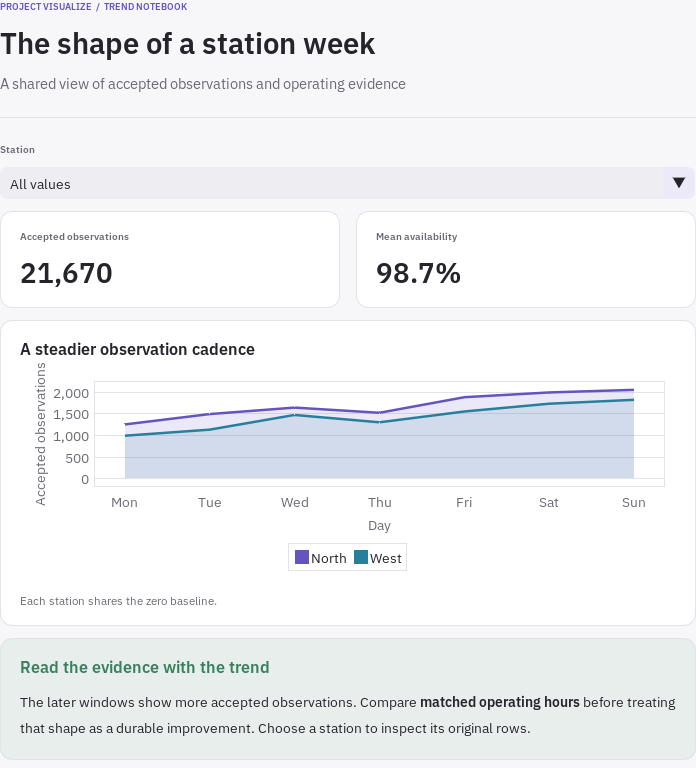 PROJECT VISUALIZE / TREND NOTEBOOK
The shape of a station week
A shared view of accepted observations and operating evidence
Station
All values
Accepted observations
21,670
Mean availability
98.7%
A steadier observation cadence
Accepted observations
2,000
1,500
1,000
500
0
Mon Tue Wed Thu Fri Sat Sun
Day
North West
Each station shares the zero baseline.
Read the evidence with the trend
The later windows show more accepted observations. Compare matched operating hours before treating
that shape as a durable improvement. Choose a station to inspect its original rows.